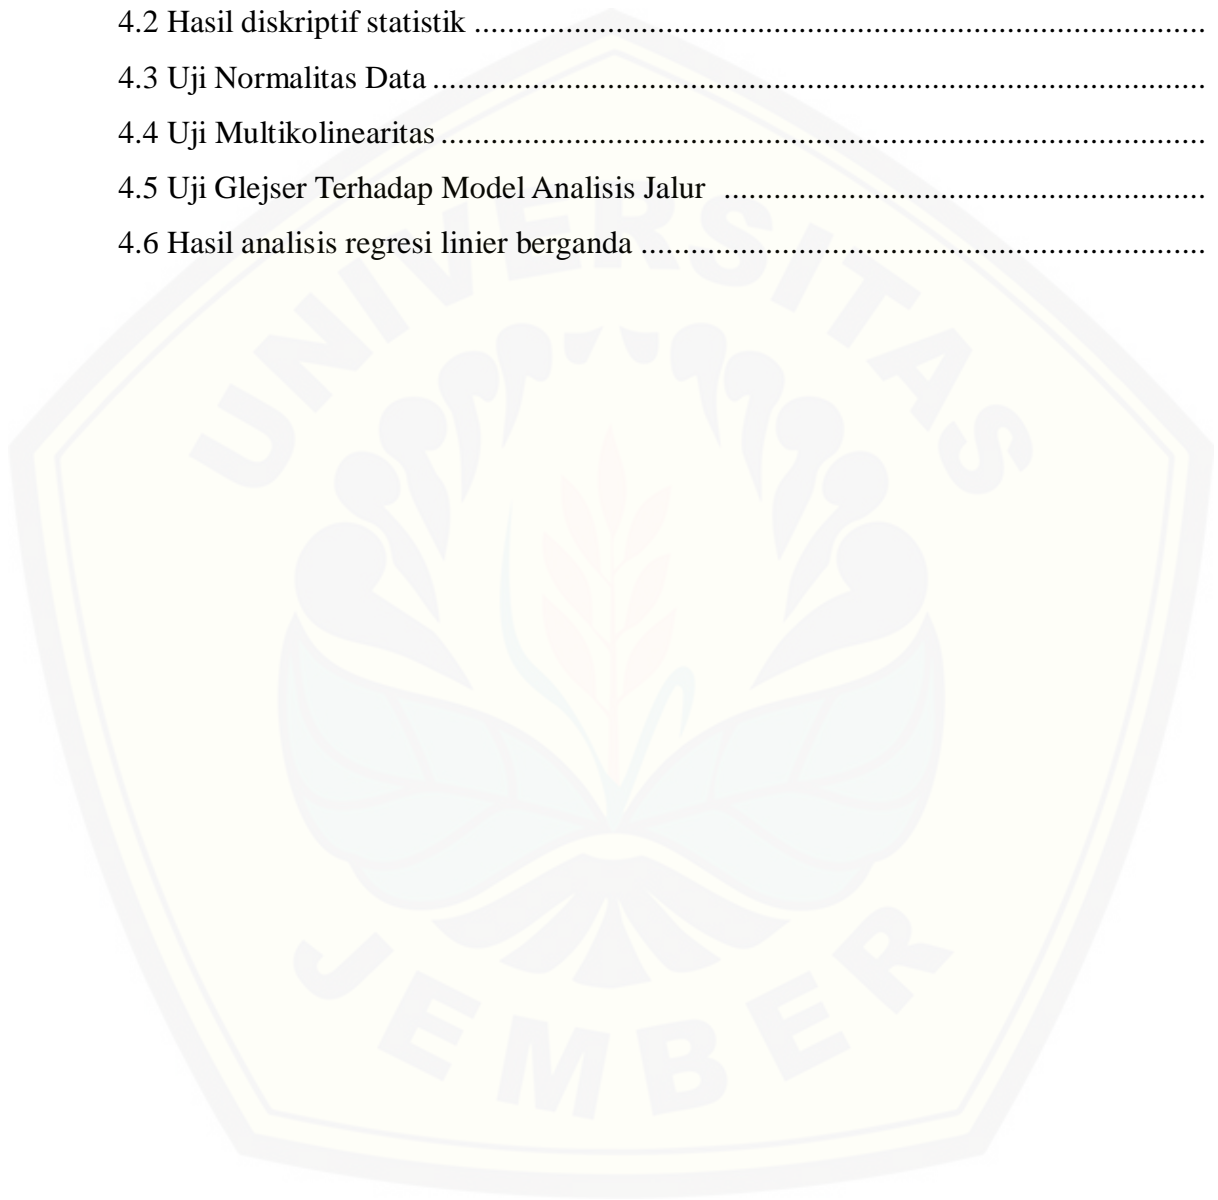 4.2 Hasil diskriptif statistik ........................................................................................
4.3 Uji Normalitas Data .............................................................................................
4.4 Uji Multikolinearitas ............................................................................................
4.5 Uji Glejser Terhadap Model Analisis Jalur ..........................................................
4.6 Hasil analisis regresi linier berganda ....................................................................
UNIVERSITAS
JEMBER